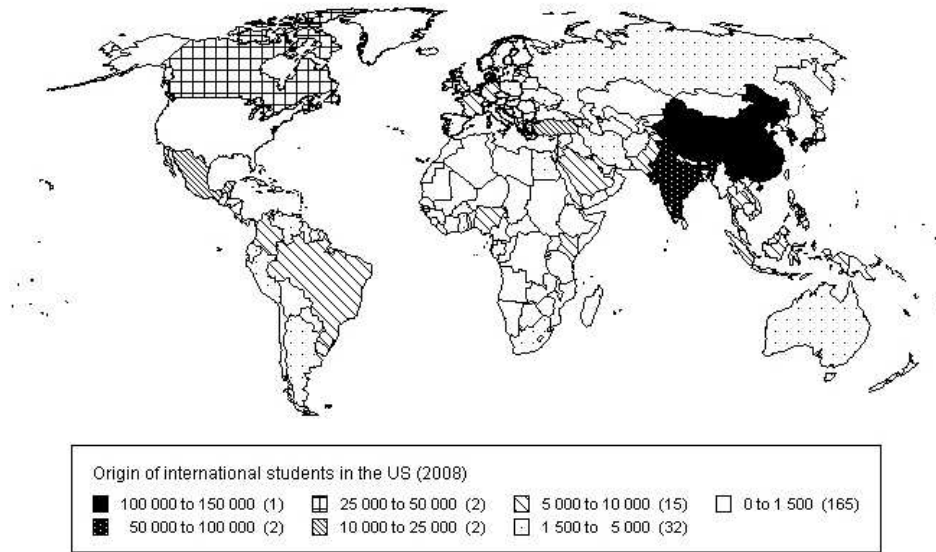 Origin of international students in the US (2008)
100 000 to 150 000 (1) 25 000 to 50 000 (2) 5 000 to 10 000 (15) 0 to 1 500 (165)
50 000 to 100 000 (2) 10 000 to 25 000 (2) 1 500 to 5 000 (32)